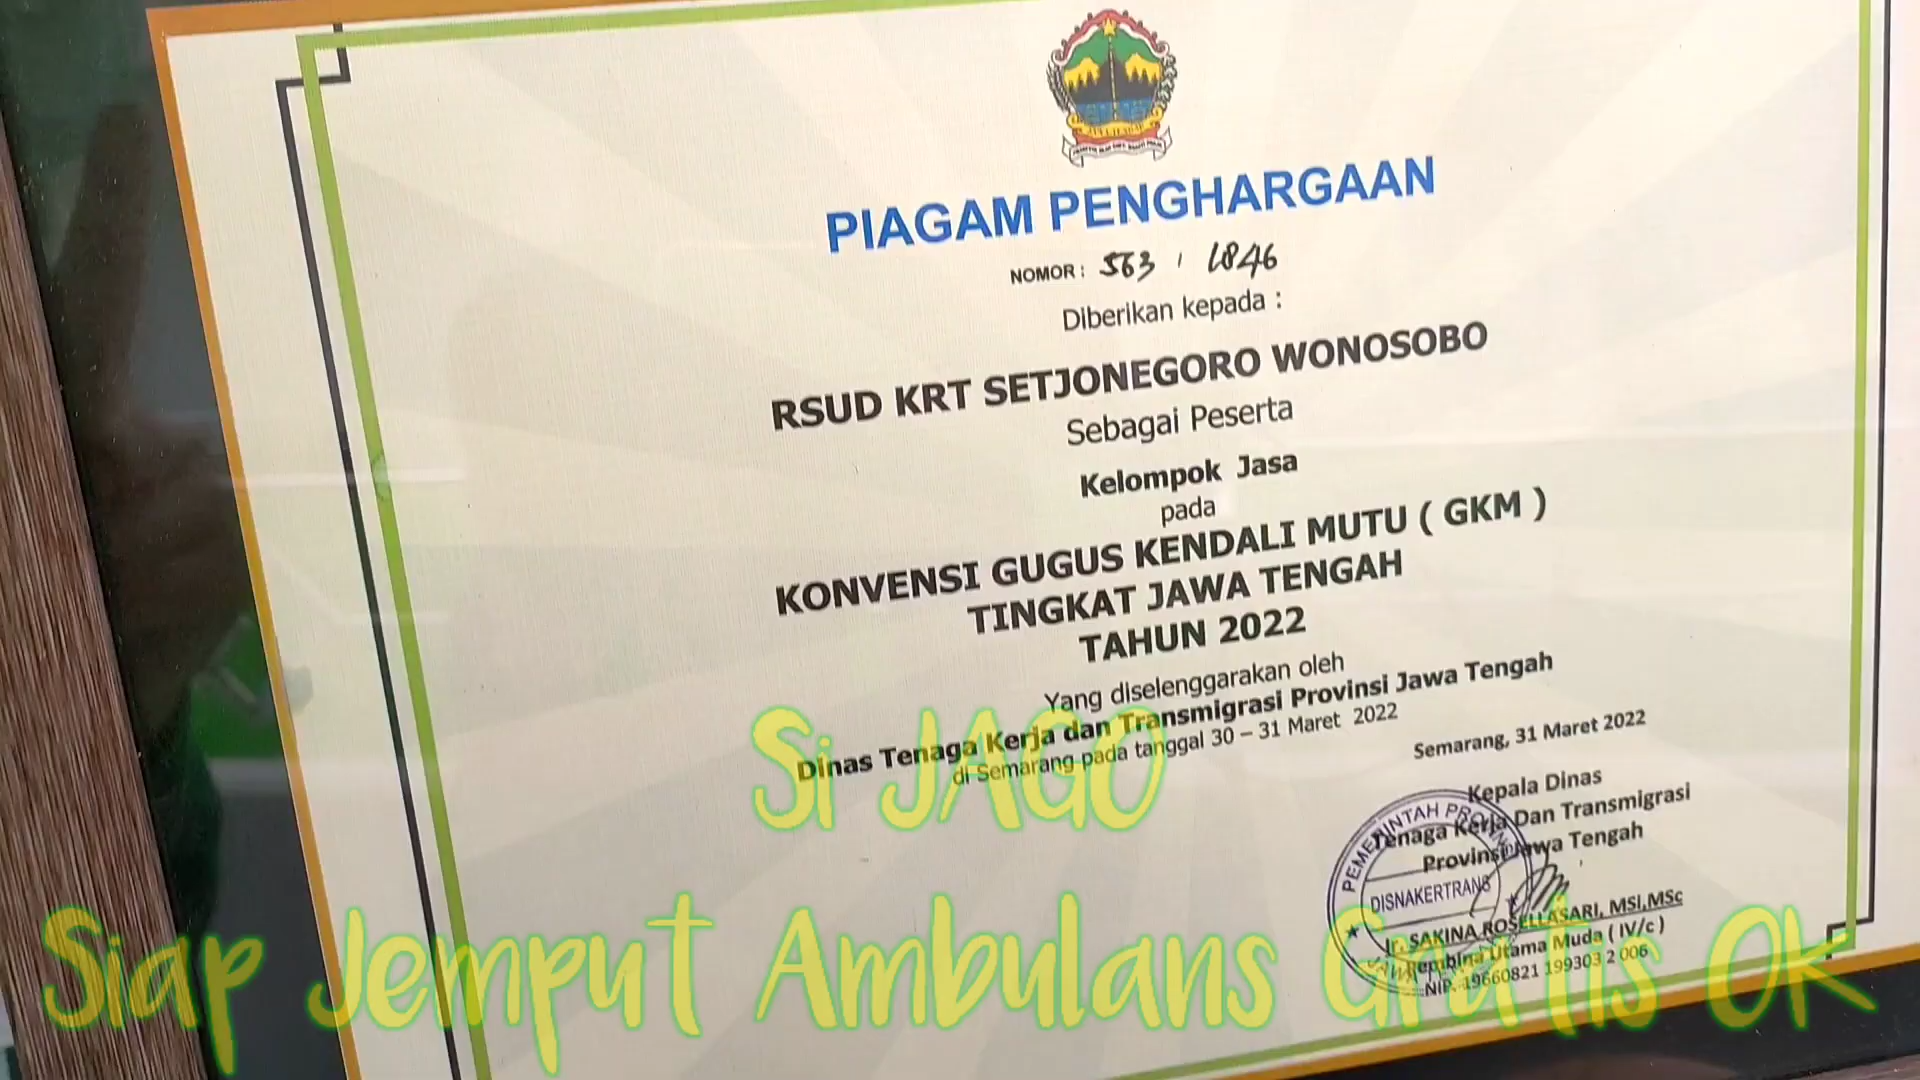 PIAGAM PENGHARGAAN
NOMOR : 563 / 1846
Diberikan kepada :
RSUD KRT SETJONEGORO WONOSOBO
Sebagai Peserta
Kelompok Jasa
pada
KONVENSI GUGUS KENDALI MUTU ( GKM )
TINGKAT JAWA TENGAH
TAHUN 2022
Yang diselenggarakan oleh
Dinas Tenaga Kerja dan Transmigrasi Provinsi Jawa Tengah
di Semarang pada tanggal 30 – 31 Maret 2022
Semarang, 31 Maret 2022
Kepala Dinas
Tenaga Kerja Dan Transmigrasi
Provinsi Jawa Tengah
PEMERINTAH
DISNAKERTRANS
Ir. SAKINA ROSELLASARI, MSi,MSc
Pembina Utama Muda ( IV/c )
NIP. 19660821 199303 2 006
Si JAGO
Siap Jemput Ambulans Gratis OK